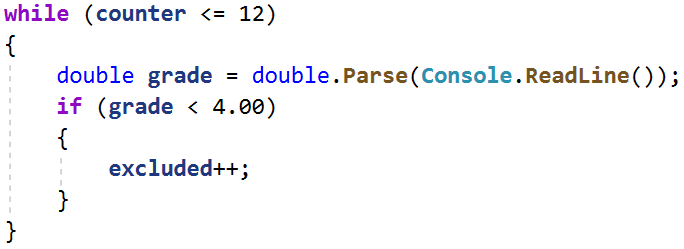 while (counter <= 12)
{
    double grade = double.Parse(Console.ReadLine());
    if (grade < 4.00)
    {
        excluded++;
    }
}